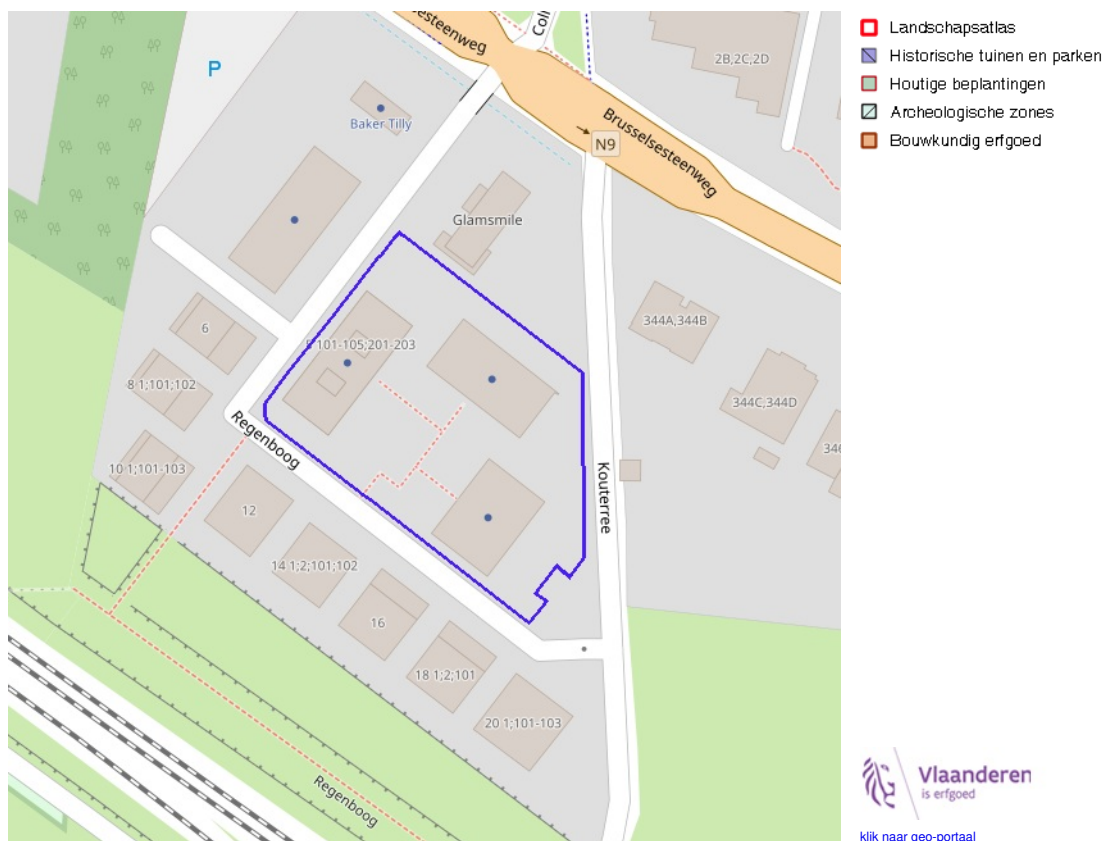 sesteenweg
P
Baker Tilly
2B,2C,2D
Brusselsesteenweg
N9
Glamsmile
344A,344B
6
101-105;201-203
8 1;101;102
344C,344D
Regenboog
346
10 1;101-103
Kouterree
12
14 1;2;101;102
16
18 1;2;101
20 1;101-103
Regenboog
Landschapsatlas
Historische tuinen en parken
Houtige beplantingen
Archeologische zones
Bouwkundig erfgoed
Vlaanderen
is erfgoed
klik naar geo-portaal